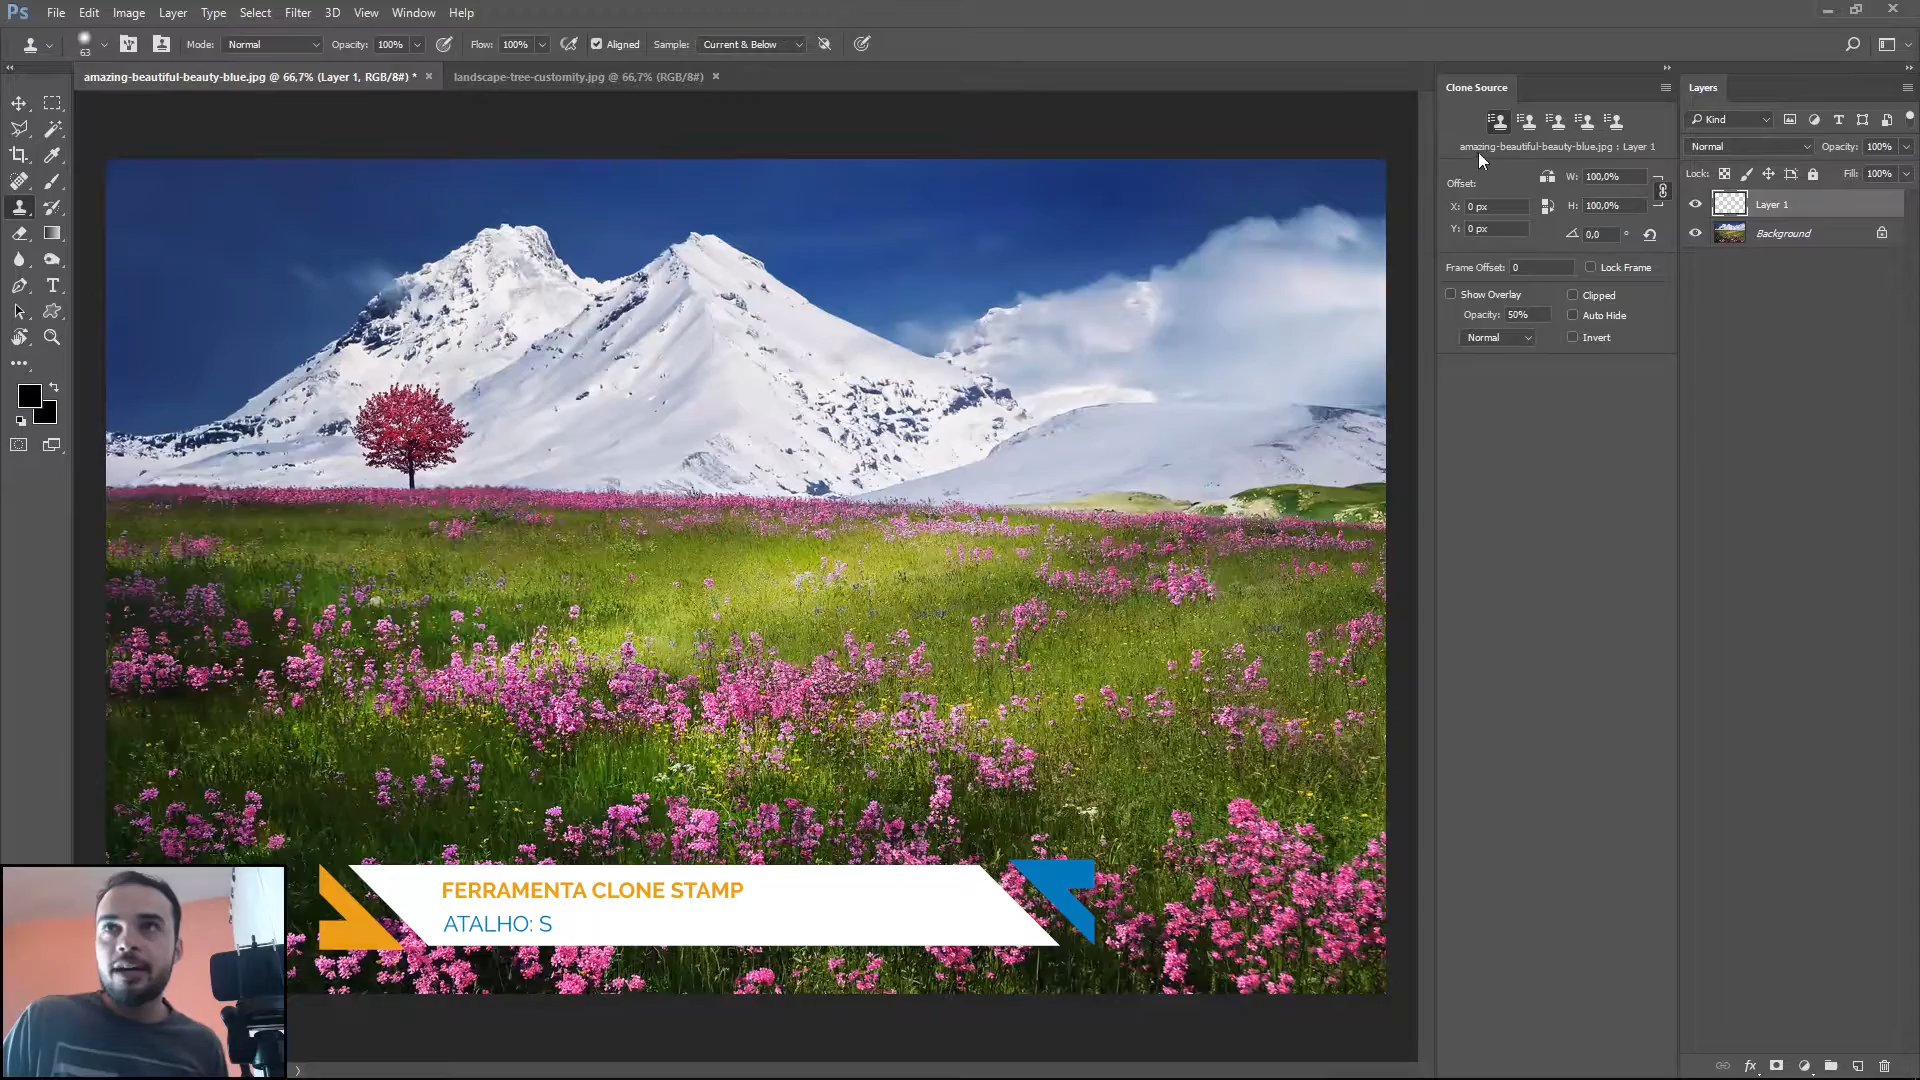 Ps File Edit Image Layer Type Select Filter 3D View Window Help
63 Mode: Normal Opacity: 100% Flow: 100% Aligned Sample: Current & Below
amazing-beautiful-beauty-blue.jpg @ 66,7% (Layer 1, RGB/8#) * × landscape-tree-customity.jpg @ 66,7% (RGB/8#) ×
Clone Source
amazing-beautiful-beauty-blue.jpg : Layer 1
Offset: W: 100,0%
X: 0 px H: 100,0%
Y: 0 px 0,0 °
Frame Offset: 0 Lock Frame
Show Overlay Clipped
Opacity: 50% Auto Hide
Normal Invert
Layers
Kind
Normal Opacity: 100%
Lock: Fill: 100%
Layer 1
Background
fx
FERRAMENTA CLONE STAMP
ATALHO: S